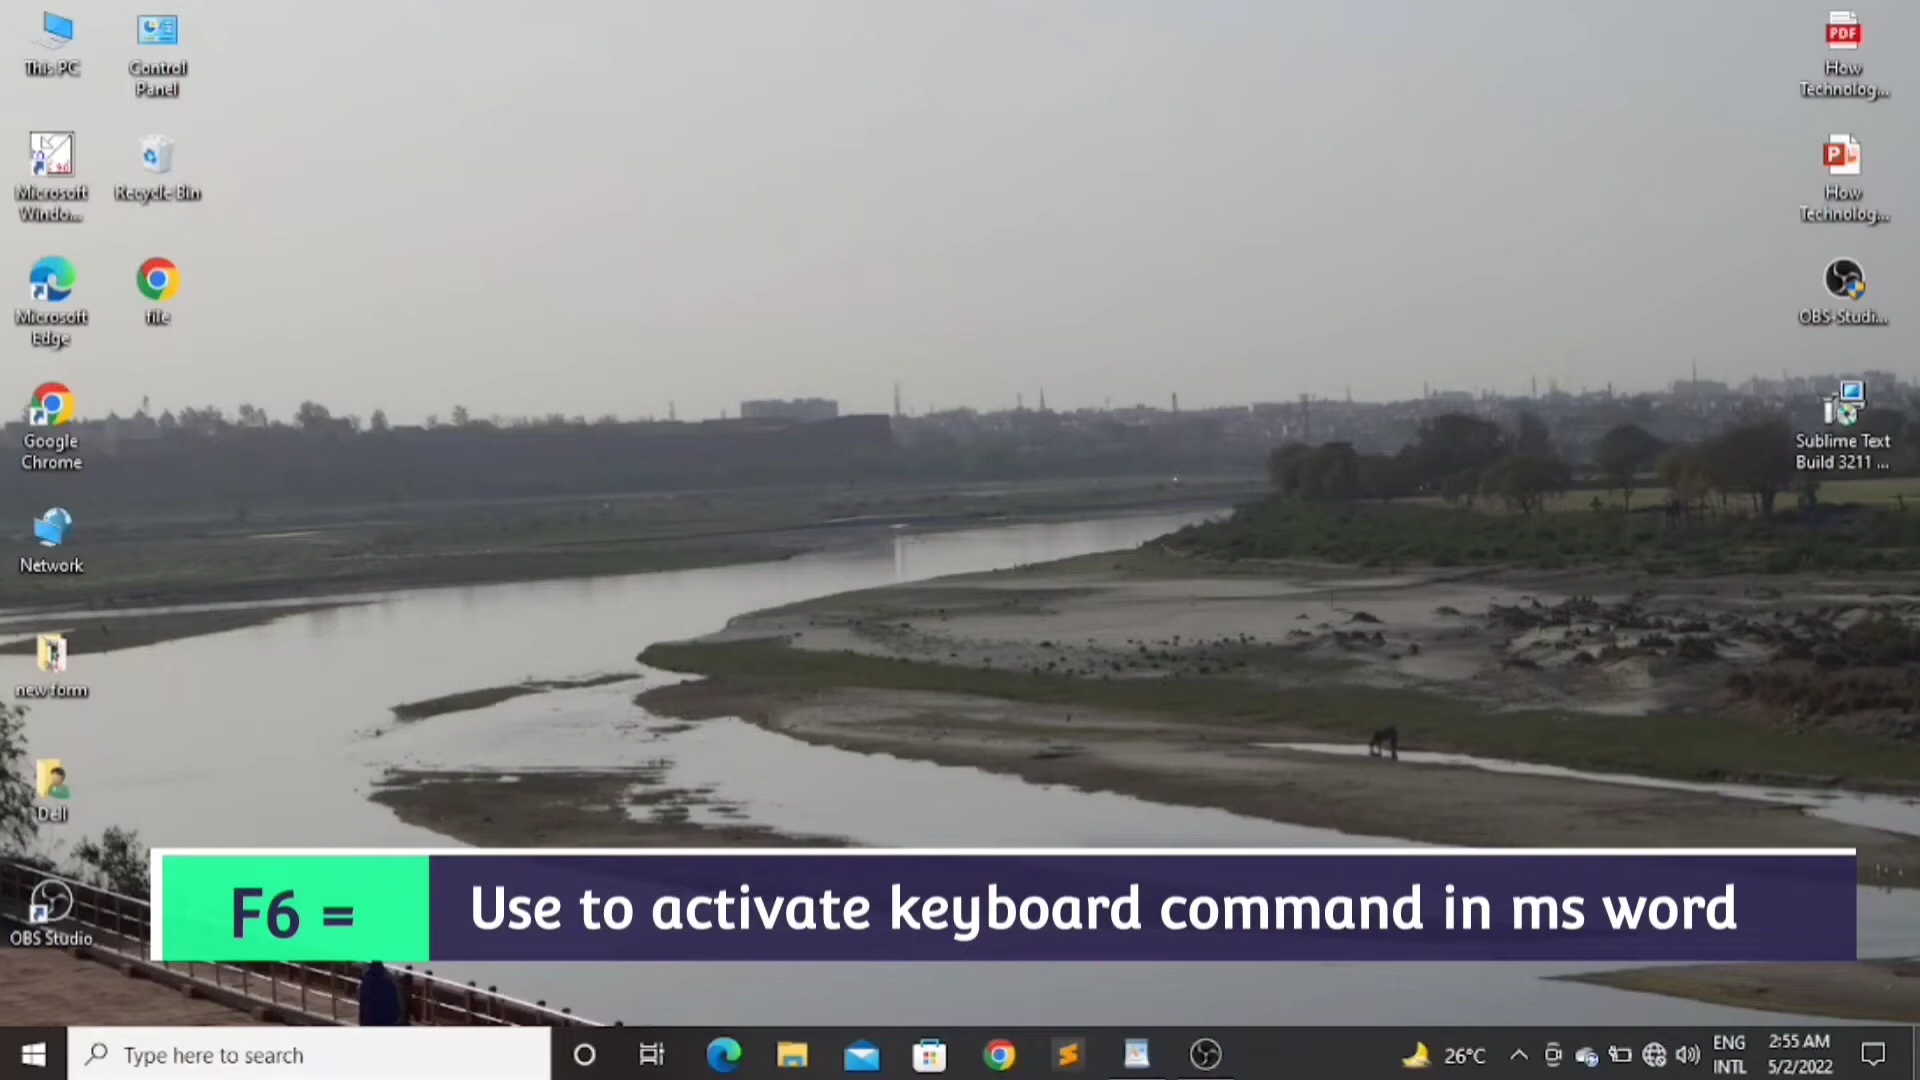 This PC
Control
Panel
Microsoft
Windo...
Recycle Bin
Microsoft
Edge
file
Google
Chrome
Network
new form
Dell
OBS Studio
PDF
How
Technolog...
P
How
Technolog...
OBS-Studi...
Sublime Text
Build 3211 ...
F6 =
Use to activate keyboard command in ms word
Type here to search
26°C
ENG
INTL
2:55 AM
5/2/2022